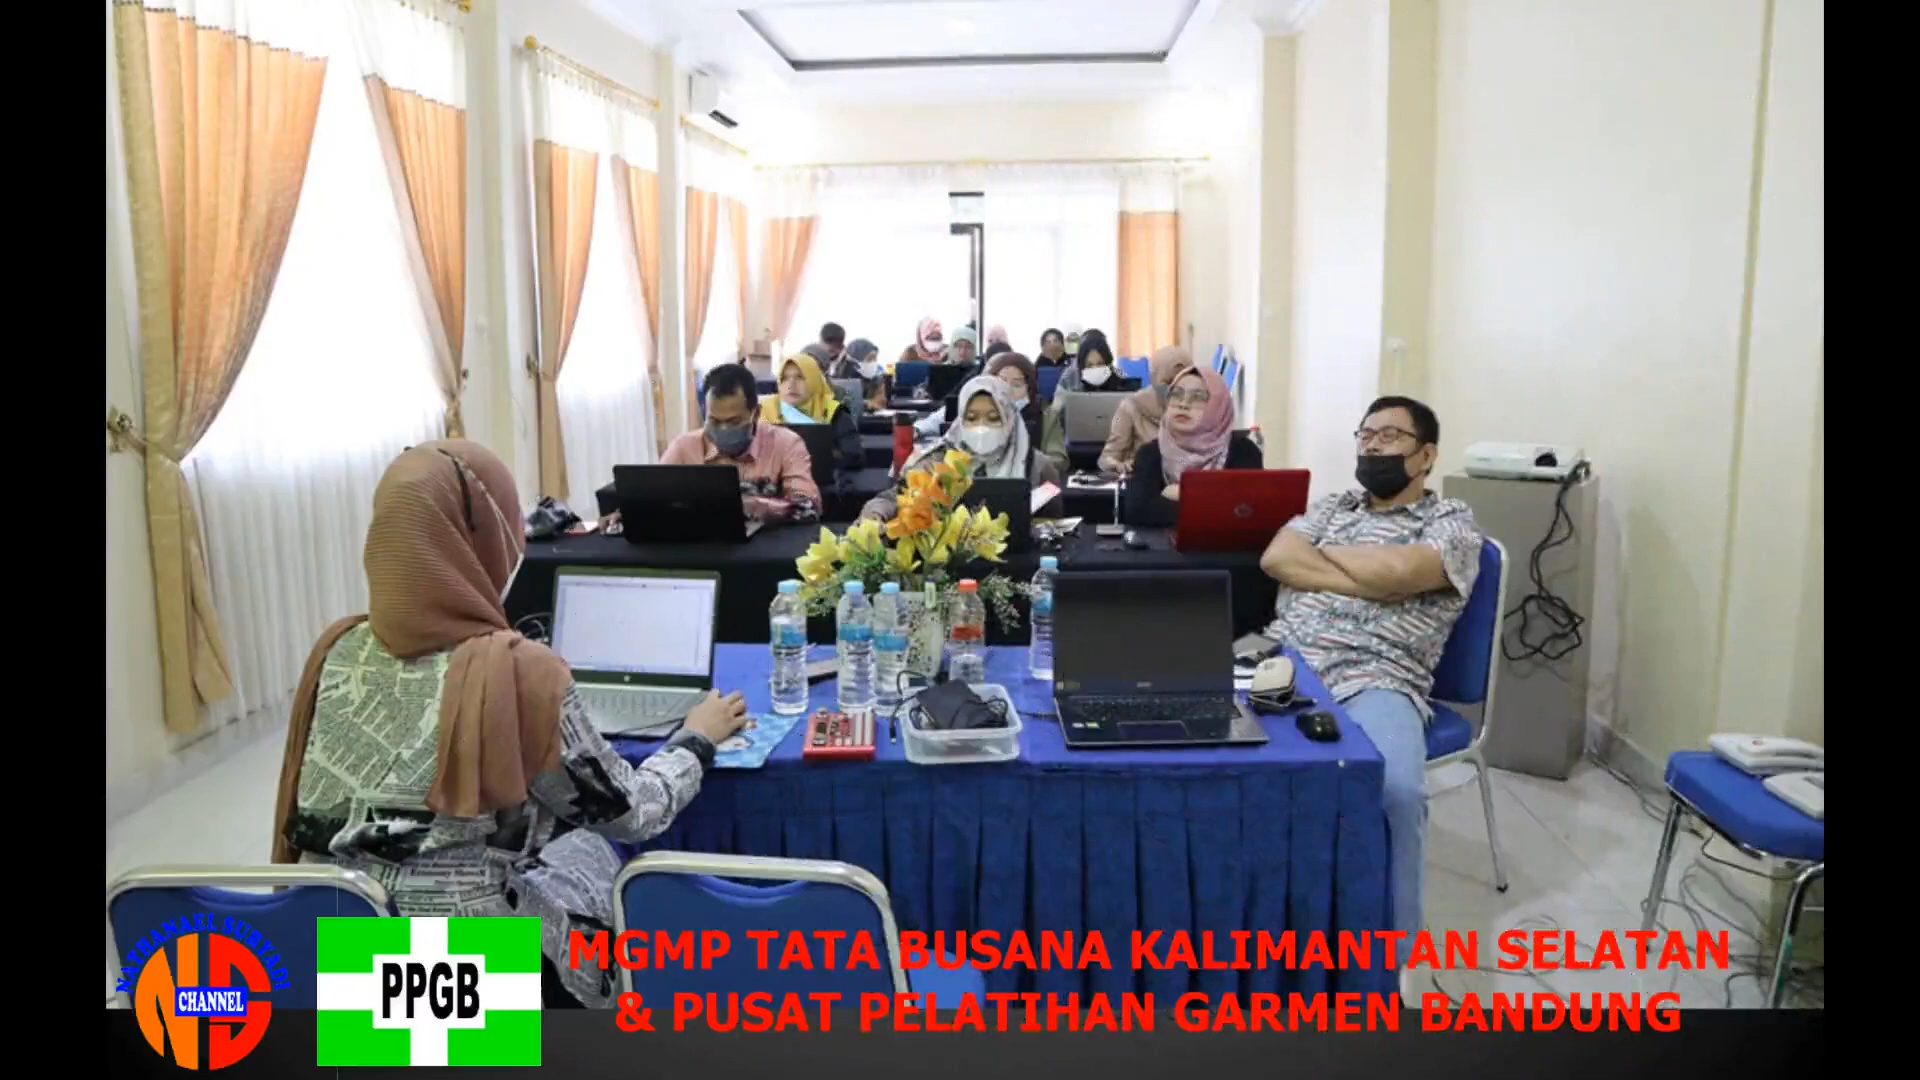 MGMP TATA BUSANA KALIMANTAN SELATAN
& PUSAT PELATIHAN GARMEN BANDUNG
NATHANAEL SURYADI
CHANNEL
PPGB